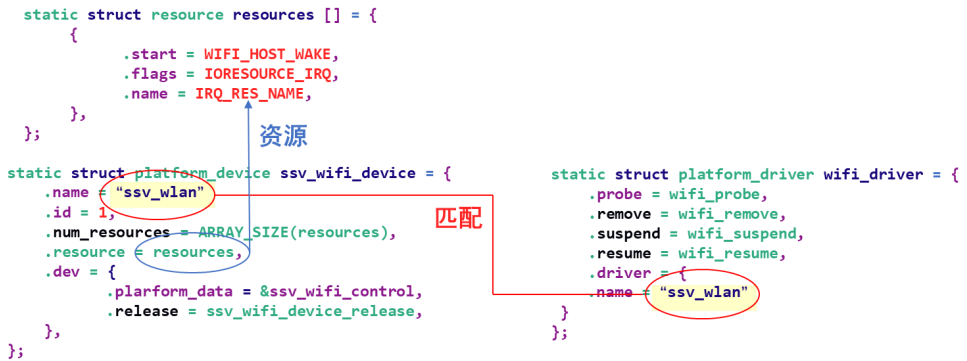 static struct resource resources [] = {
{
.start = WIFI_HOST_WAKE,
.flags = IORESOURCE_IRQ,
.name = IRQ_RES_NAME,
},
};
资源
static struct platform_device ssv_wifi_device = {
.name = “ssv_wlan”
.id = 1,
.num_resources = ARRAY_SIZE(resources),
.resource = resources,
.dev = {
.plarform_data = &ssv_wifi_control,
.release = ssv_wifi_device_release,
},
};
匹配
static struct platform_driver wifi_driver = {
.probe = wifi_probe,
.remove = wifi_remove,
.suspend = wifi_suspend,
.resume = wifi_resume,
.driver = {
.name = “ssv_wlan”
}
};